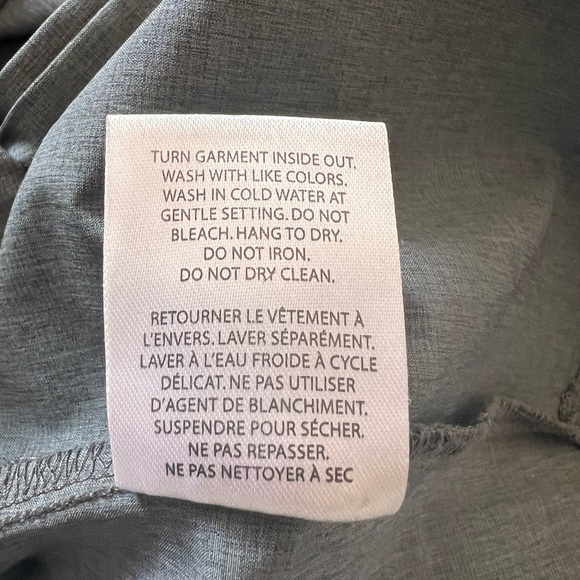 TURN GARMENT INSIDE OUT.
WASH WITH LIKE COLORS.
WASH IN COLD WATER AT
GENTLE SETTING. DO NOT
BLEACH. HANG TO DRY.
DO NOT IRON.
DO NOT DRY CLEAN.
RETOURNER LE VÊTEMENT À
L'ENVERS. LAVER SÉPARÉMENT.
LAVER À L'EAU FROIDE À CYCLE
DÉLICAT. NE PAS UTILISER
D'AGENT DE BLANCHIMENT.
SUSPENDRE POUR SÉCHER.
NE PAS REPASSER.
NE PAS NETTOYER À SEC